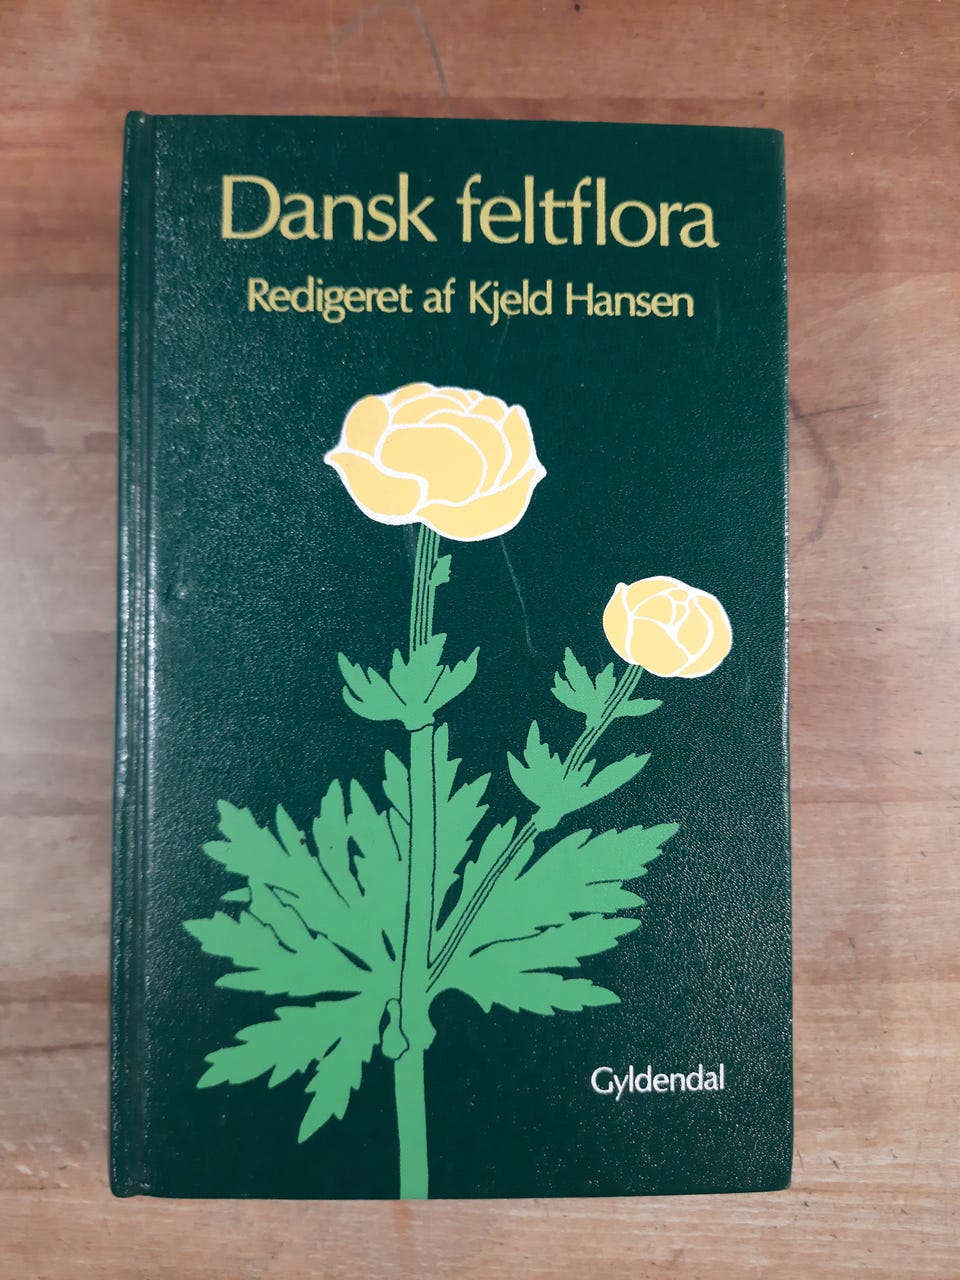 Dansk feltflora
Redigeret af Kjeld Hansen
Gyldendal